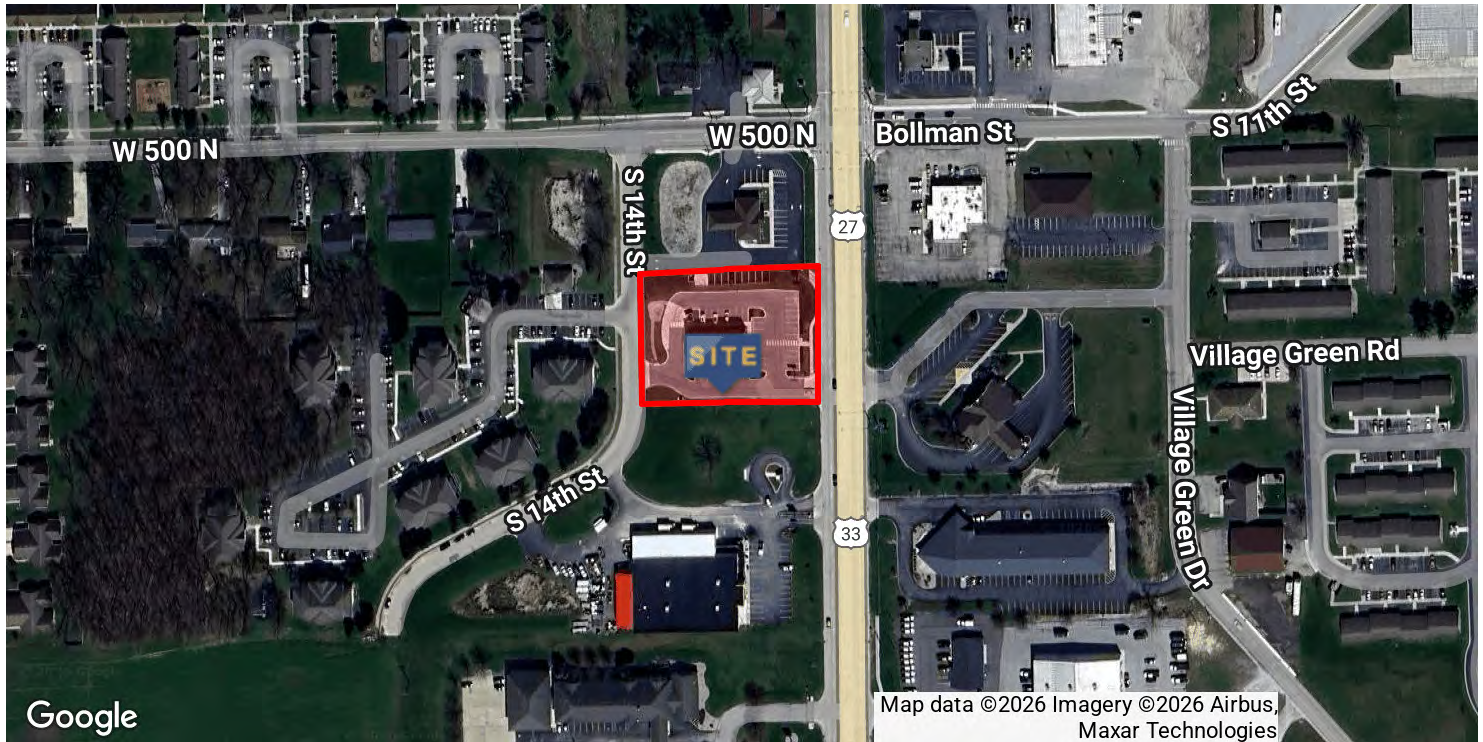 W 500 N
W 500 N
Bollman St
S 11th St
S 14th St
27
SITE
Village Green Rd
Village Green Dr
S 14th St
33
Google
Map data ©2026 Imagery ©2026 Airbus,
Maxar Technologies